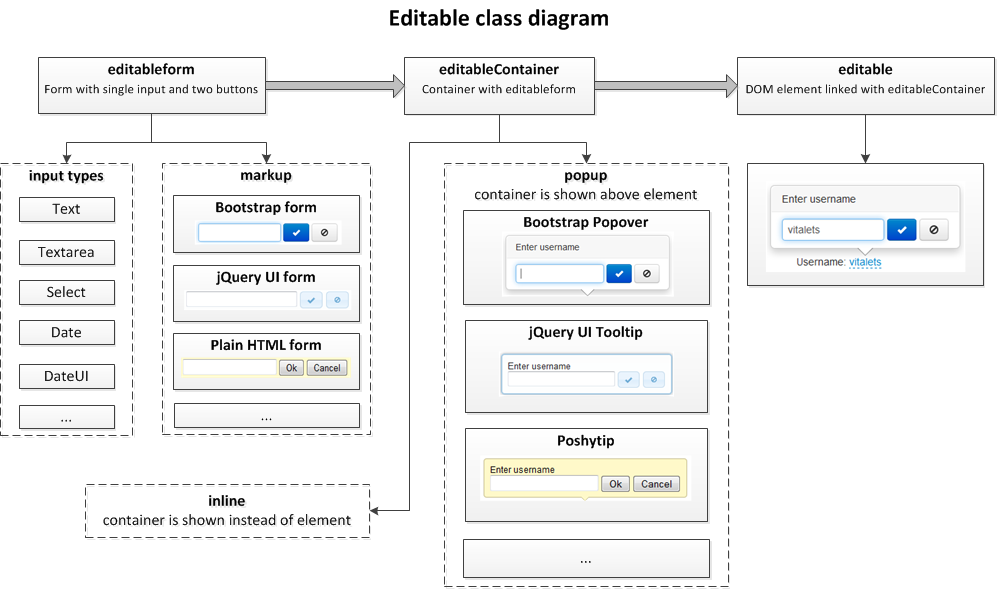 Editable class diagram
editableform
Form with single input and two buttons
editableContainer
Container with editableform
editable
DOM element linked with editableContainer
input types
Text
Textarea
Select
Date
DateUI
...
markup
Bootstrap form
jQuery UI form
Plain HTML form
Ok Cancel
...
inline
container is shown instead of element
popup
container is shown above element
Bootstrap Popover
Enter username
jQuery UI Tooltip
Enter username
Poshytip
Enter username
Ok Cancel
...
Enter username
vitalets
Username: vitalets